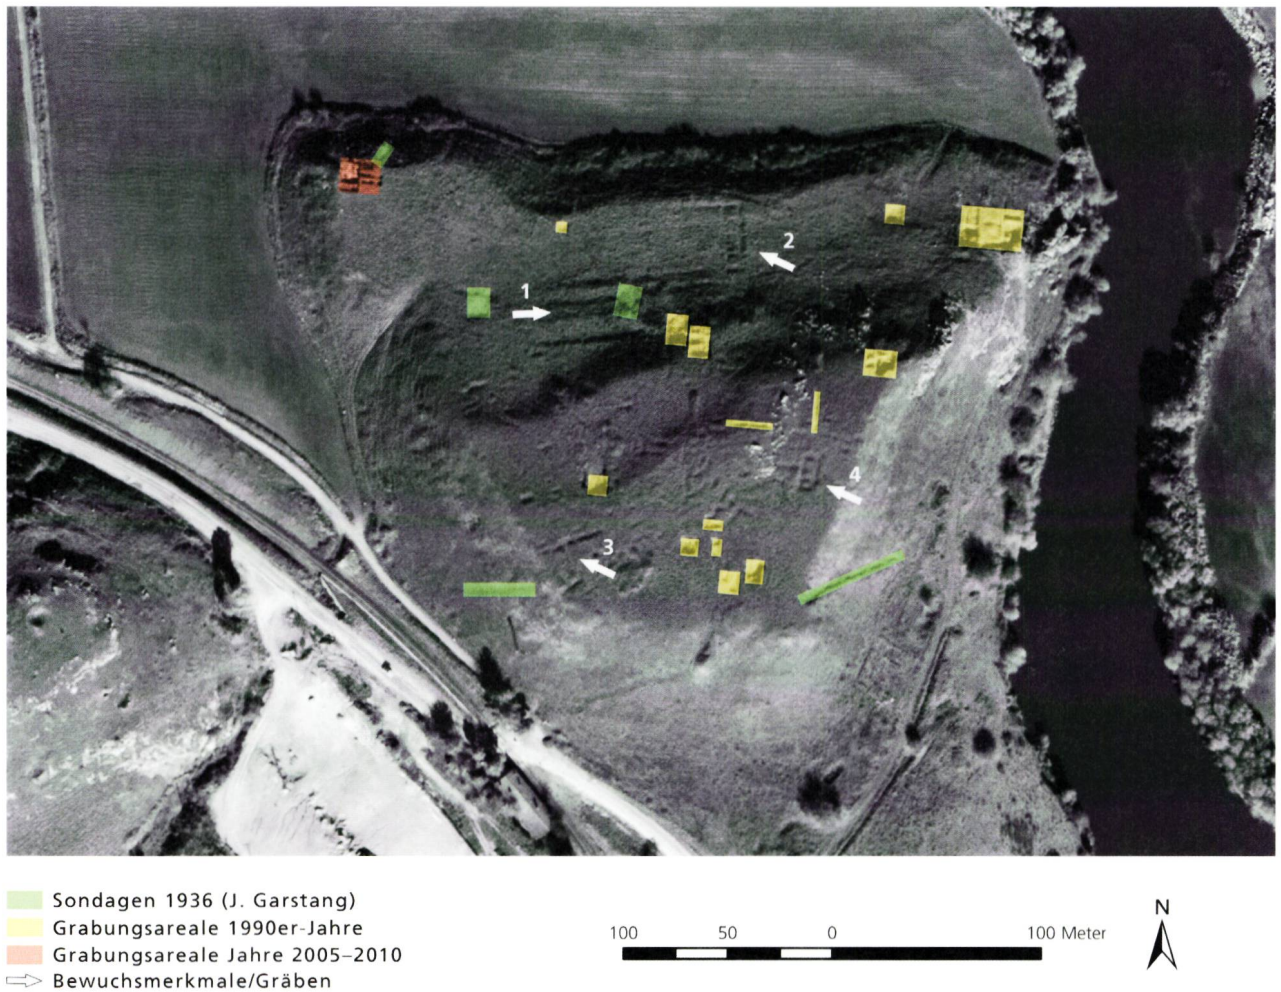 2
1
4
3
Sondagen 1936 (J. Garstang)
Grabungsareale 1990er-Jahre
Grabungsareale Jahre 2005–2010
Bewuchsmerkmale/Gräben
100 50 0 100 Meter
N